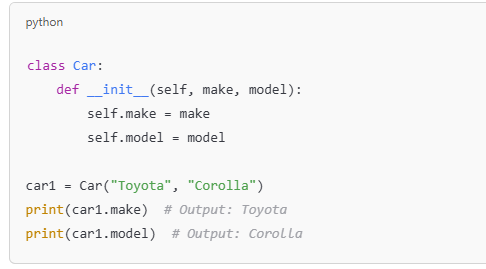 python
class Car:
    def __init__(self, make, model):
        self.make = make
        self.model = model
car1 = Car("Toyota", "Corolla")
print(car1.make)  # Output: Toyota
print(car1.model)  # Output: Corolla